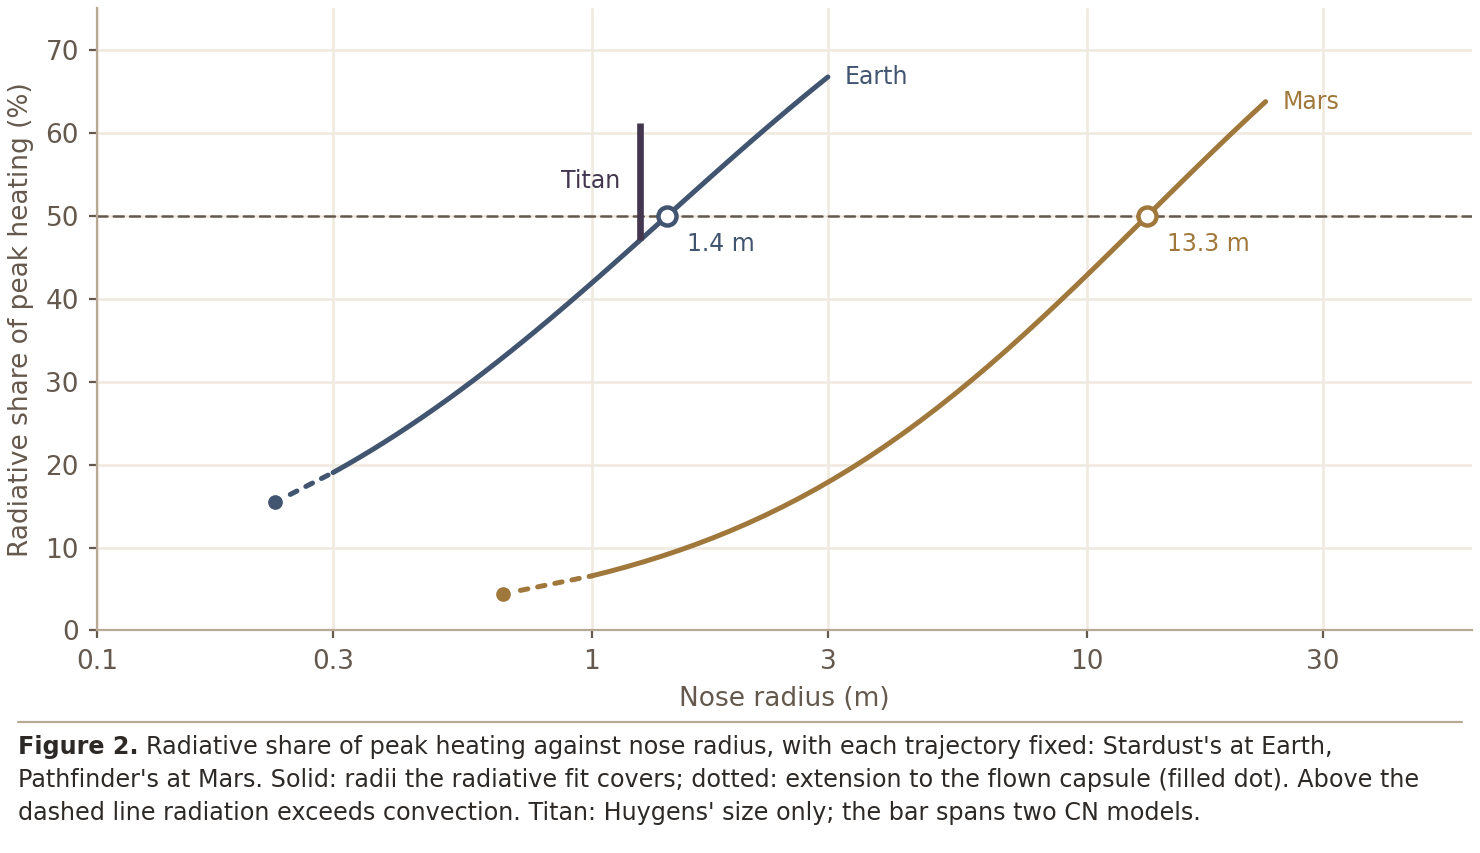 Radiative share of peak heating (%)
70
60
50
40
30
20
10
0
Earth
Mars
Titan
1.4 m
13.3 m
0.1
0.3
1
3
10
30
Nose radius (m)
Figure 2. Radiative share of peak heating against nose radius, with each trajectory fixed: Stardust's at Earth,
Pathfinder's at Mars. Solid: radii the radiative fit covers; dotted: extension to the flown capsule (filled dot). Above the
dashed line radiation exceeds convection. Titan: Huygens' size only; the bar spans two CN models.